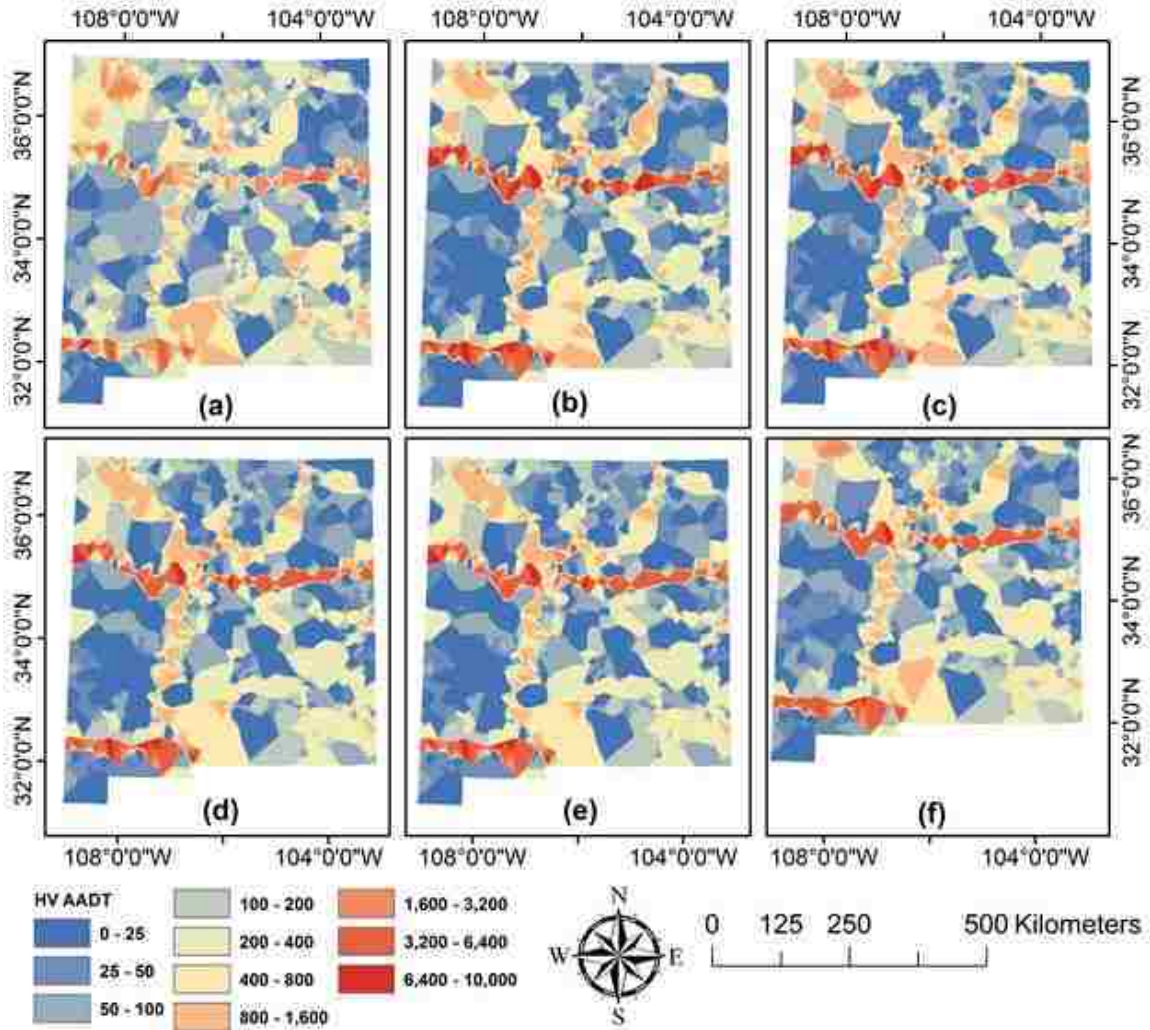 108°0'0"W 104°0'0"W 108°0'0"W 104°0'0"W 108°0'0"W 104°0'0"W
36°0'0"N 34°0'0"N 32°0'0"N
36°0'0"N 34°0'0"N 32°0'0"N
(a) (b) (c)
36°0'0"N 34°0'0"N 32°0'0"N
36°0'0"N 34°0'0"N 32°0'0"N
(d) (e) (f)
108°0'0"W 104°0'0"W 108°0'0"W 104°0'0"W 108°0'0"W 104°0'0"W
HV AADT
0 - 25
25 - 50
50 - 100
100 - 200
200 - 400
400 - 800
800 - 1,600
1,600 - 3,200
3,200 - 6,400
6,400 - 10,000
N
W E
S
0 125 250 500 Kilometers